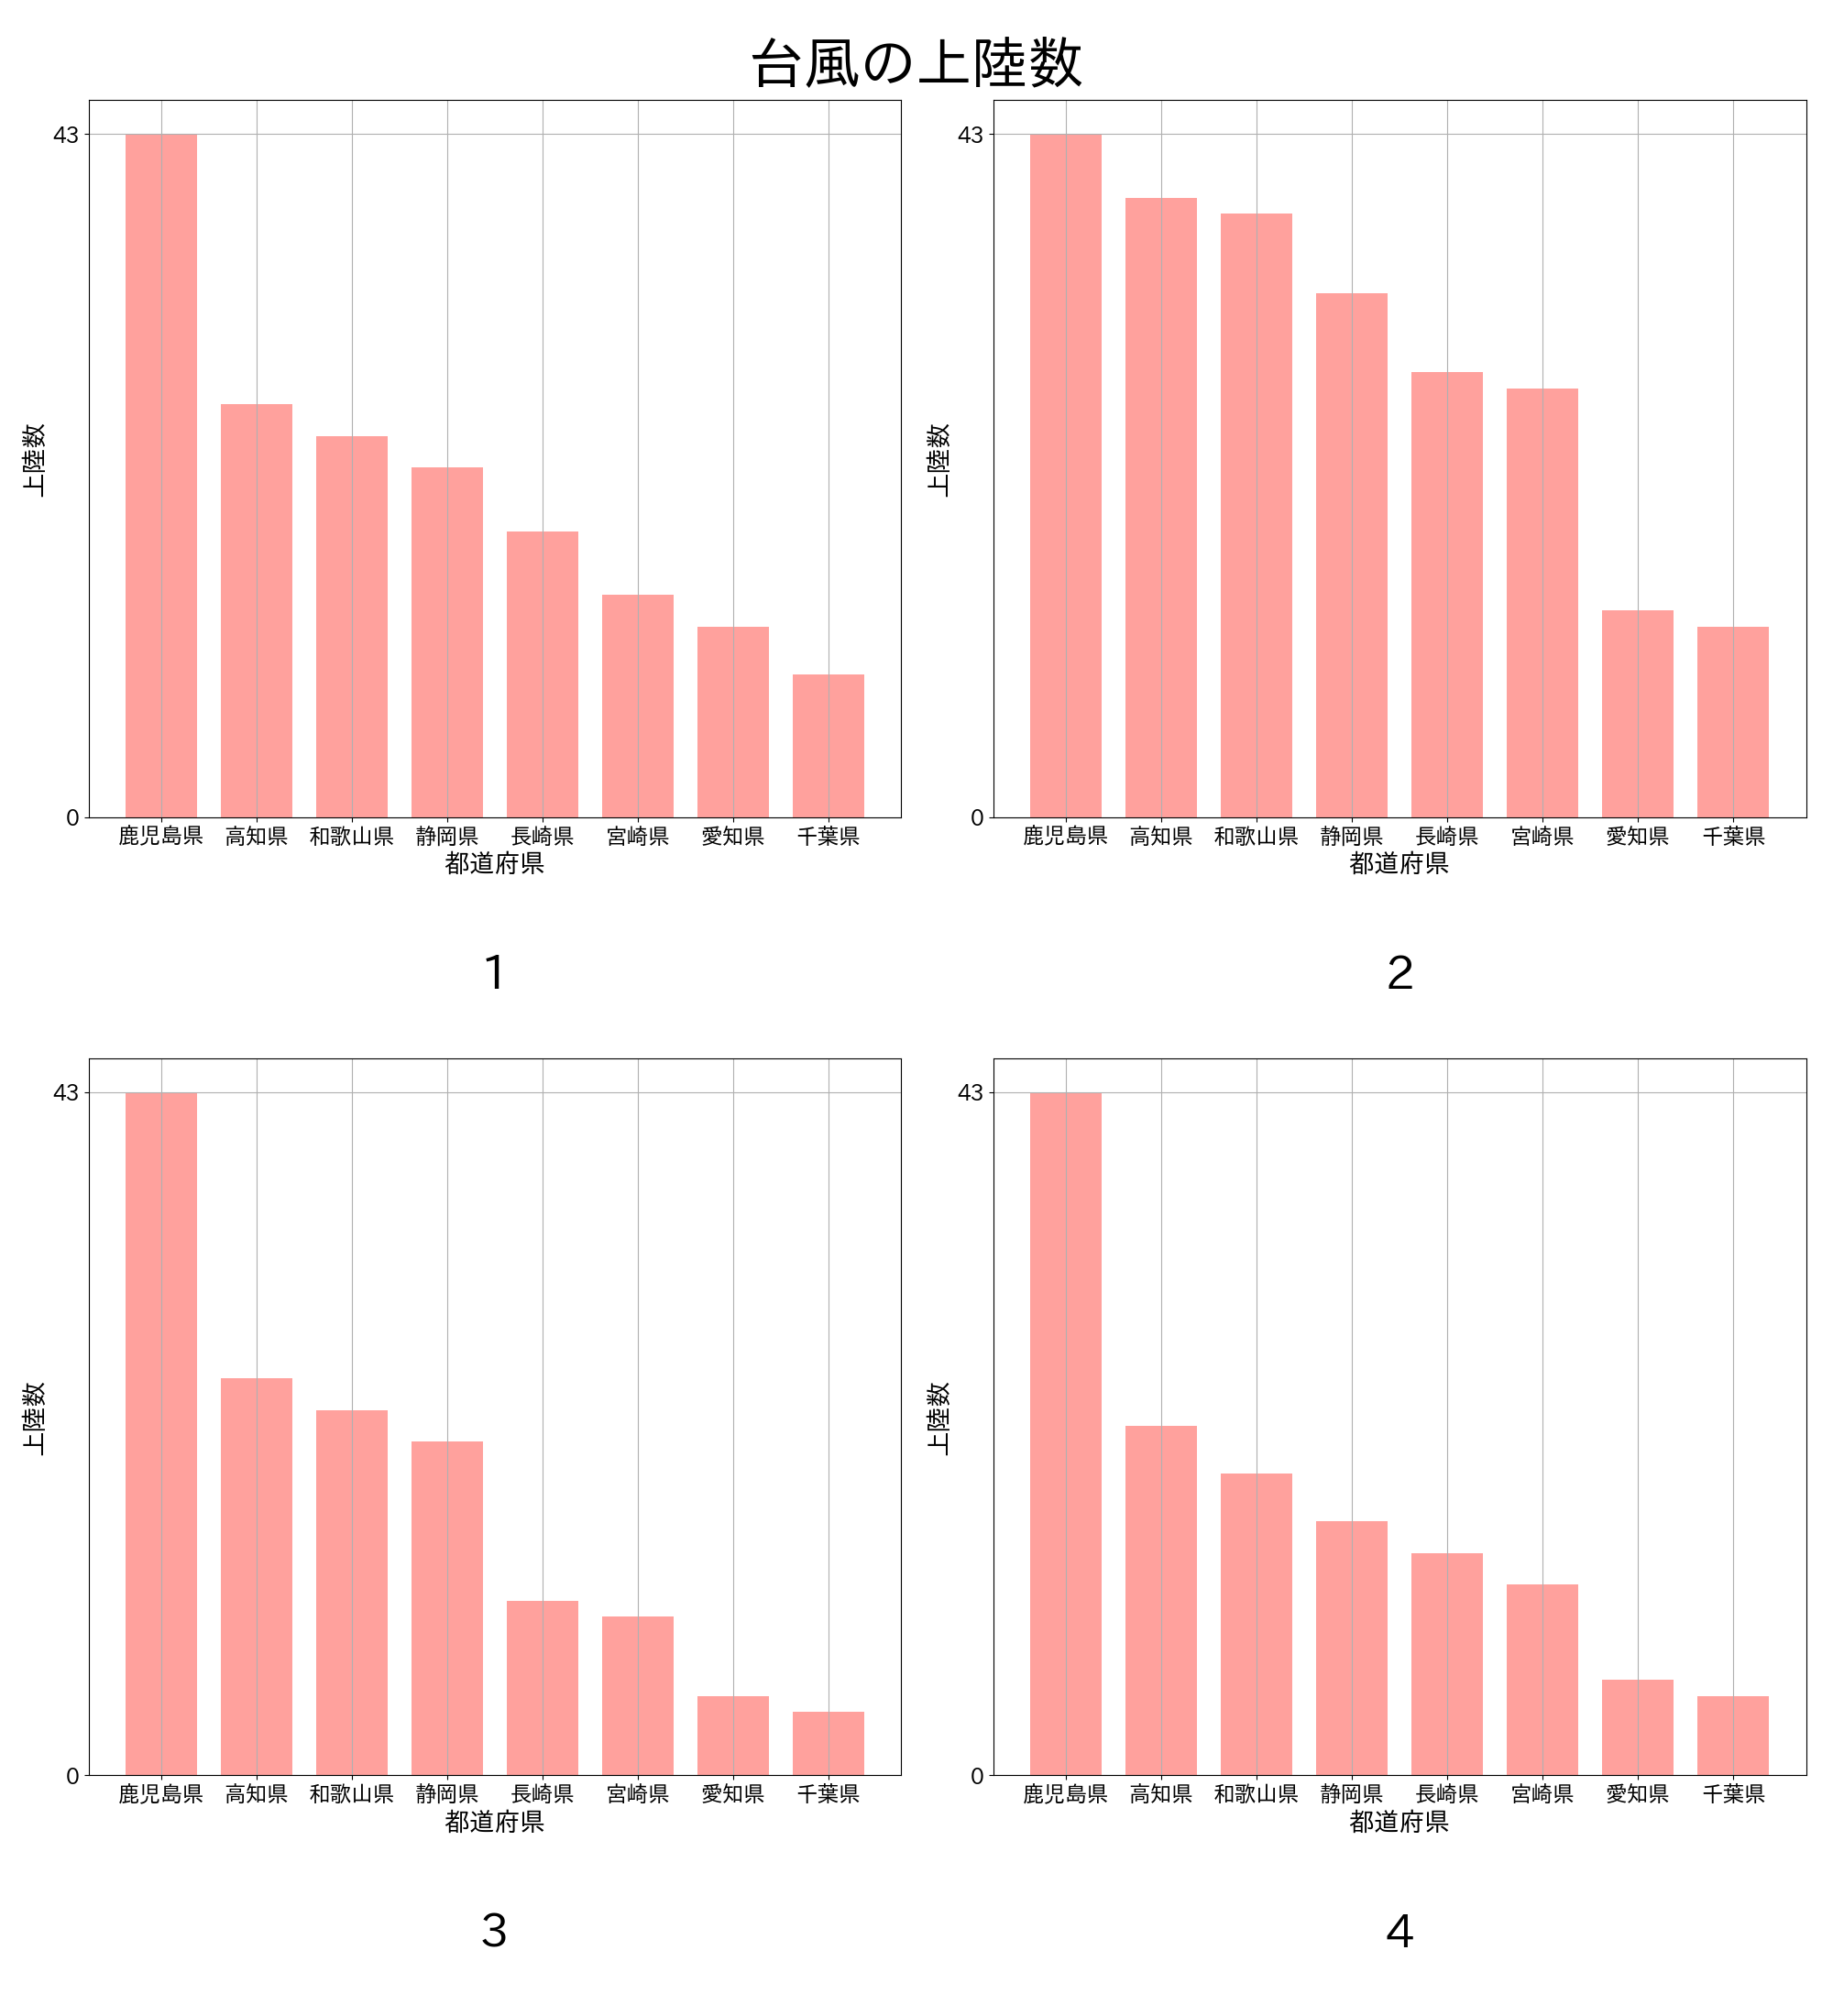 台風の上陸数
43
0
上陸数
鹿児島県 高知県 和歌山県 静岡県 長崎県 宮崎県 愛知県 千葉県
都道府県
1
43
0
上陸数
鹿児島県 高知県 和歌山県 静岡県 長崎県 宮崎県 愛知県 千葉県
都道府県
2
43
0
上陸数
鹿児島県 高知県 和歌山県 静岡県 長崎県 宮崎県 愛知県 千葉県
都道府県
3
43
0
上陸数
鹿児島県 高知県 和歌山県 静岡県 長崎県 宮崎県 愛知県 千葉県
都道府県
4